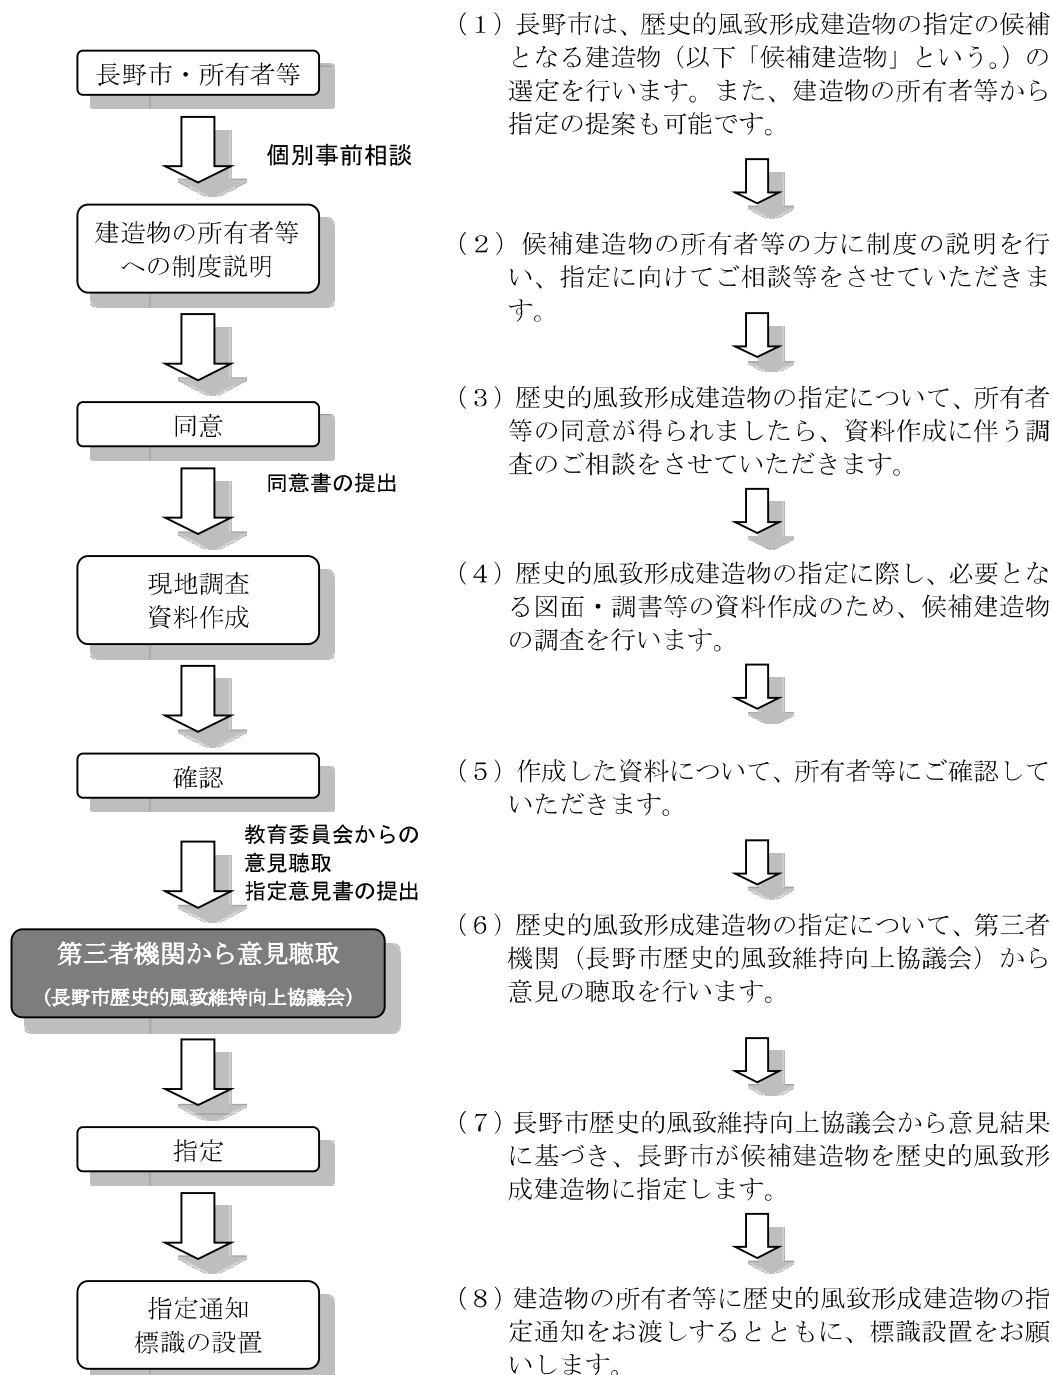 長野市・所有者等
個別事前相談
建造物の所有者等
への制度説明
同意
同意書の提出
現地調査
資料作成
確認
教育委員会からの
意見聴取
指定意見書の提出
第三者機関から意見聴取
(長野市歴史的風致維持向上協議会)
指定
指定通知
標識の設置
（１）長野市は、歴史的風致形成建造物の指定の候補
となる建造物（以下「候補建造物」という。）の
選定を行います。また、建造物の所有者等から
指定の提案も可能です。
（２）候補建造物の所有者等の方に制度の説明を行
い、指定に向けてご相談等をさせていただきま
す。
（３）歴史的風致形成建造物の指定について、所有者
等の同意が得られましたら、資料作成に伴う調
査のご相談をさせていただきます。
（４）歴史的風致形成建造物の指定に際し、必要とな
る図面・調書等の資料作成のため、候補建造物
の調査を行います。
（５）作成した資料について、所有者等にご確認して
いただきます。
（６）歴史的風致形成建造物の指定について、第三者
機関（長野市歴史的風致維持向上協議会）から
意見の聴取を行います。
（７）長野市歴史的風致維持向上協議会から意見結果
に基づき、長野市が候補建造物を歴史的風致形
成建造物に指定します。
（８）建造物の所有者等に歴史的風致形成建造物の指
定通知をお渡しするとともに、標識設置をお願
いします。